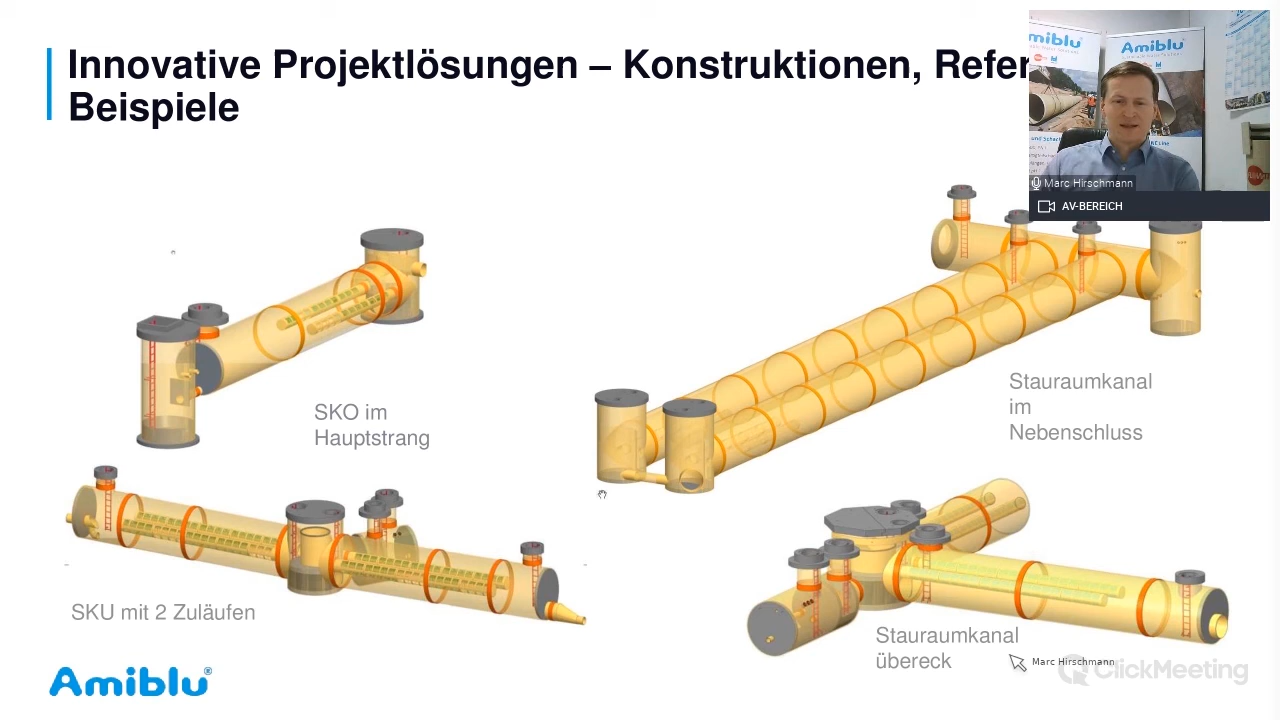 Innovative Projektlösungen – Konstruktionen, Refer
Beispiele
miblu
Amiblu
Marc Hirschmann
AV-BEREICH
SKO im
Hauptstrang
Stauraumkanal
im
Nebenschluss
SKU mit 2 Zuläufen
Stauraumkanal
übereck
Marc Hirschmann
Amiblu®
ClickMeeting